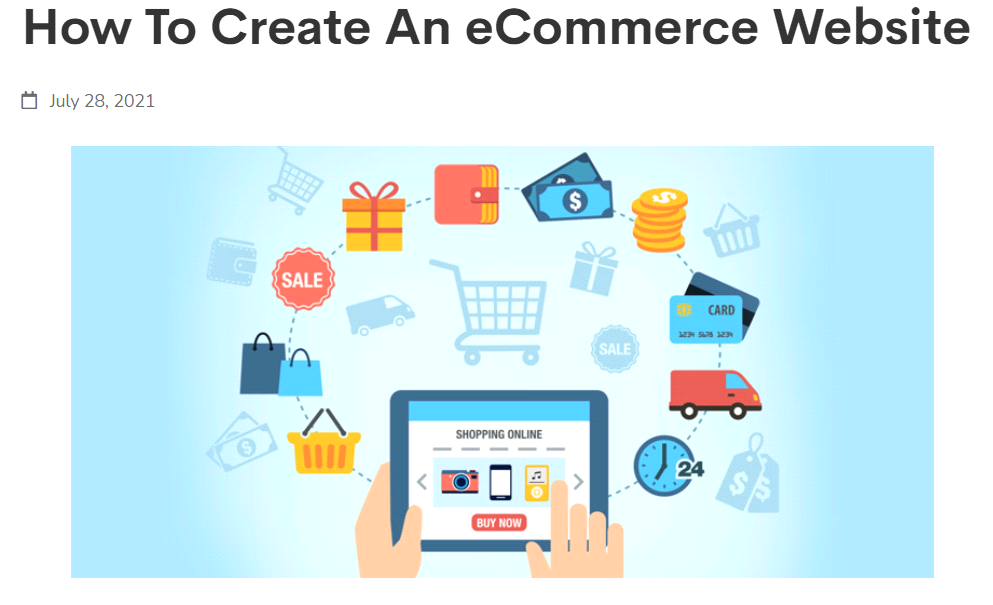 How To Create An eCommerce Website
July 28, 2021
SALE
CARD
1234 5678 1234
SALE
24
SHOPPING ONLINE
BUY NOW